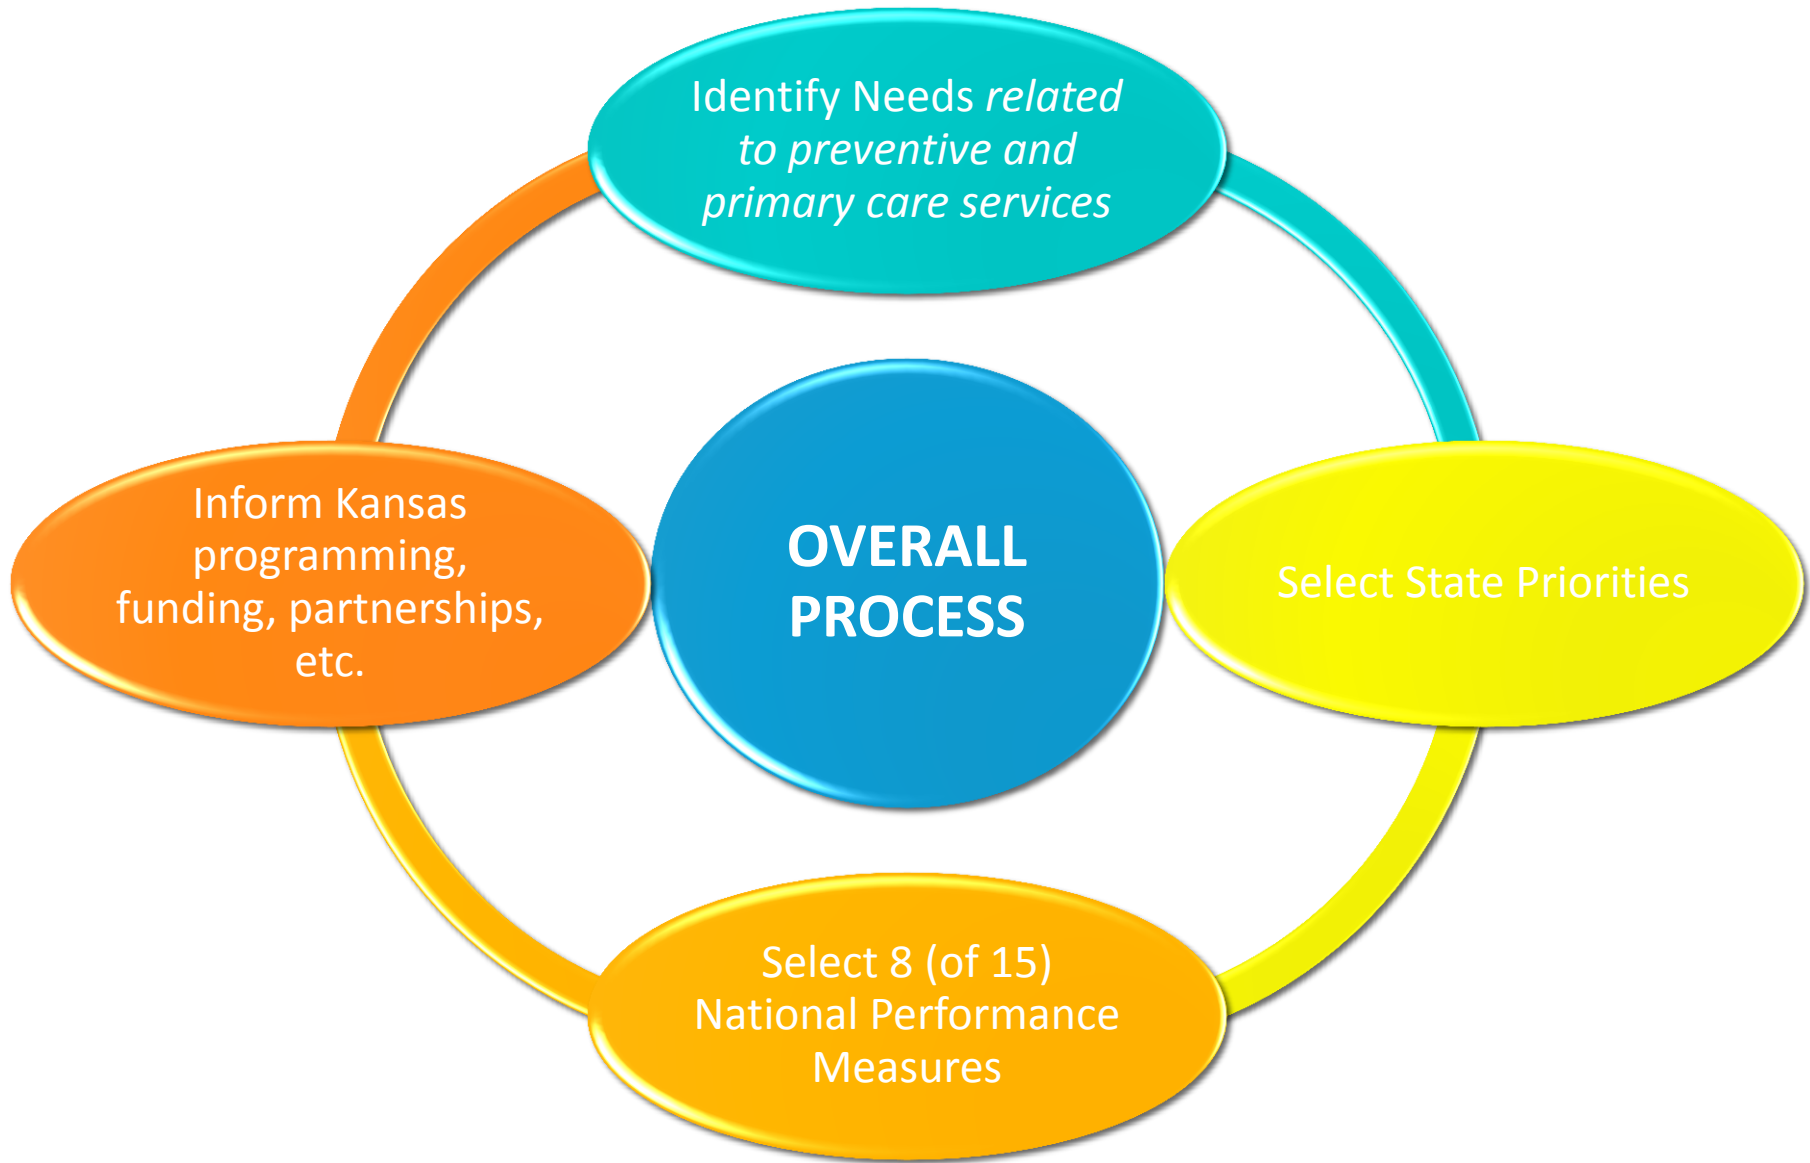 Identify Needs related
to preventive and
primary care services
Inform Kansas
programming,
funding, partnerships,
etc.
OVERALL
PROCESS
Select State Priorities
Select 8 (of 15)
National Performance
Measures